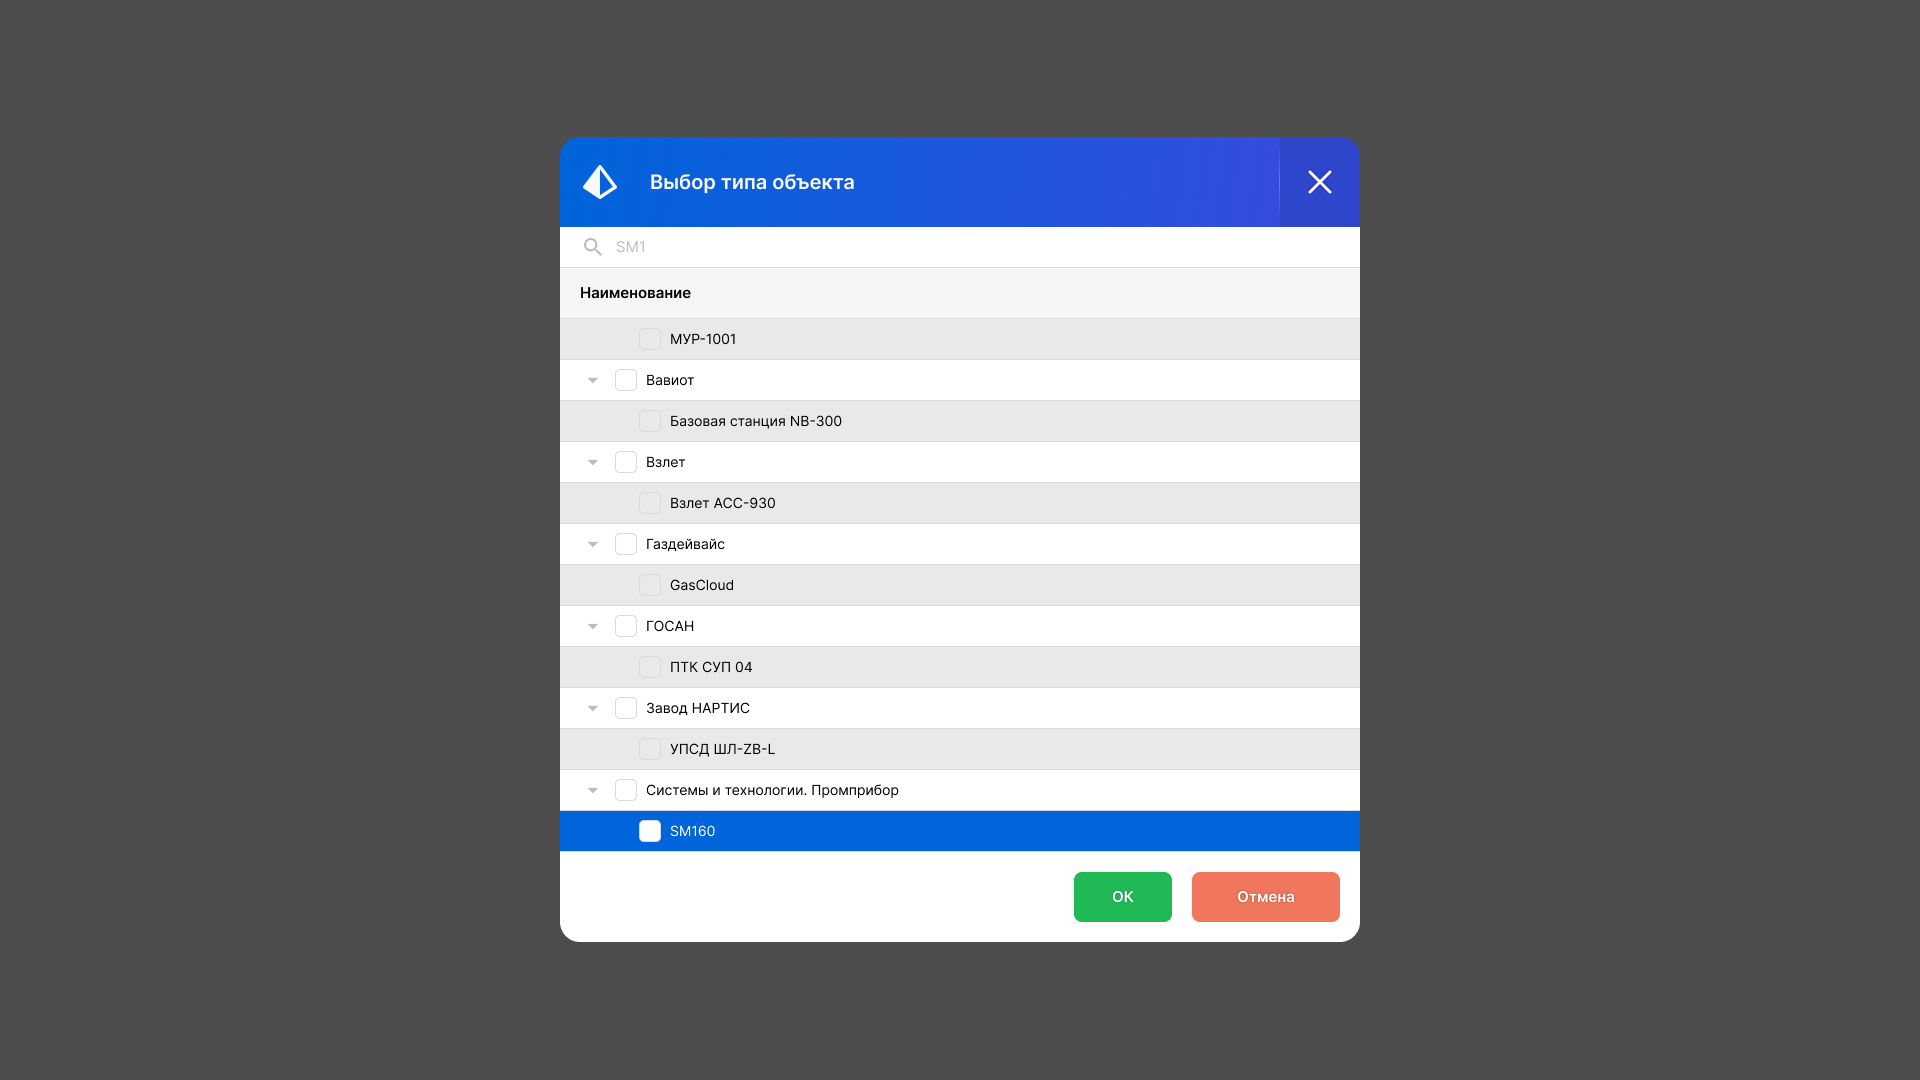 Выбор типа объекта
SM1
Наименование
МУР-1001
Вавиот
Базовая станция NB-300
Взлет
Взлет АСС-930
Газдейвайс
GasCloud
ГОСАН
ПТК СУП 04
Завод НАРТИС
УПСД ШЛ-ZB-L
Системы и технологии. Промприбор
SM160
ОК
Отмена